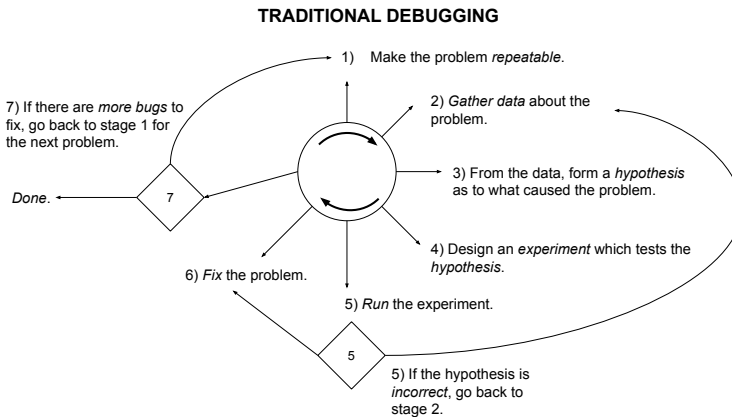 TRADITIONAL DEBUGGING
1) Make the problem repeatable.
2) Gather data about the
problem.
3) From the data, form a hypothesis
as to what caused the problem.
4) Design an experiment which tests the
hypothesis.
5) Run the experiment.
5
5) If the hypothesis is
incorrect, go back to
stage 2.
6) Fix the problem.
7) If there are more bugs to
fix, go back to stage 1 for
the next problem.
7
Done.